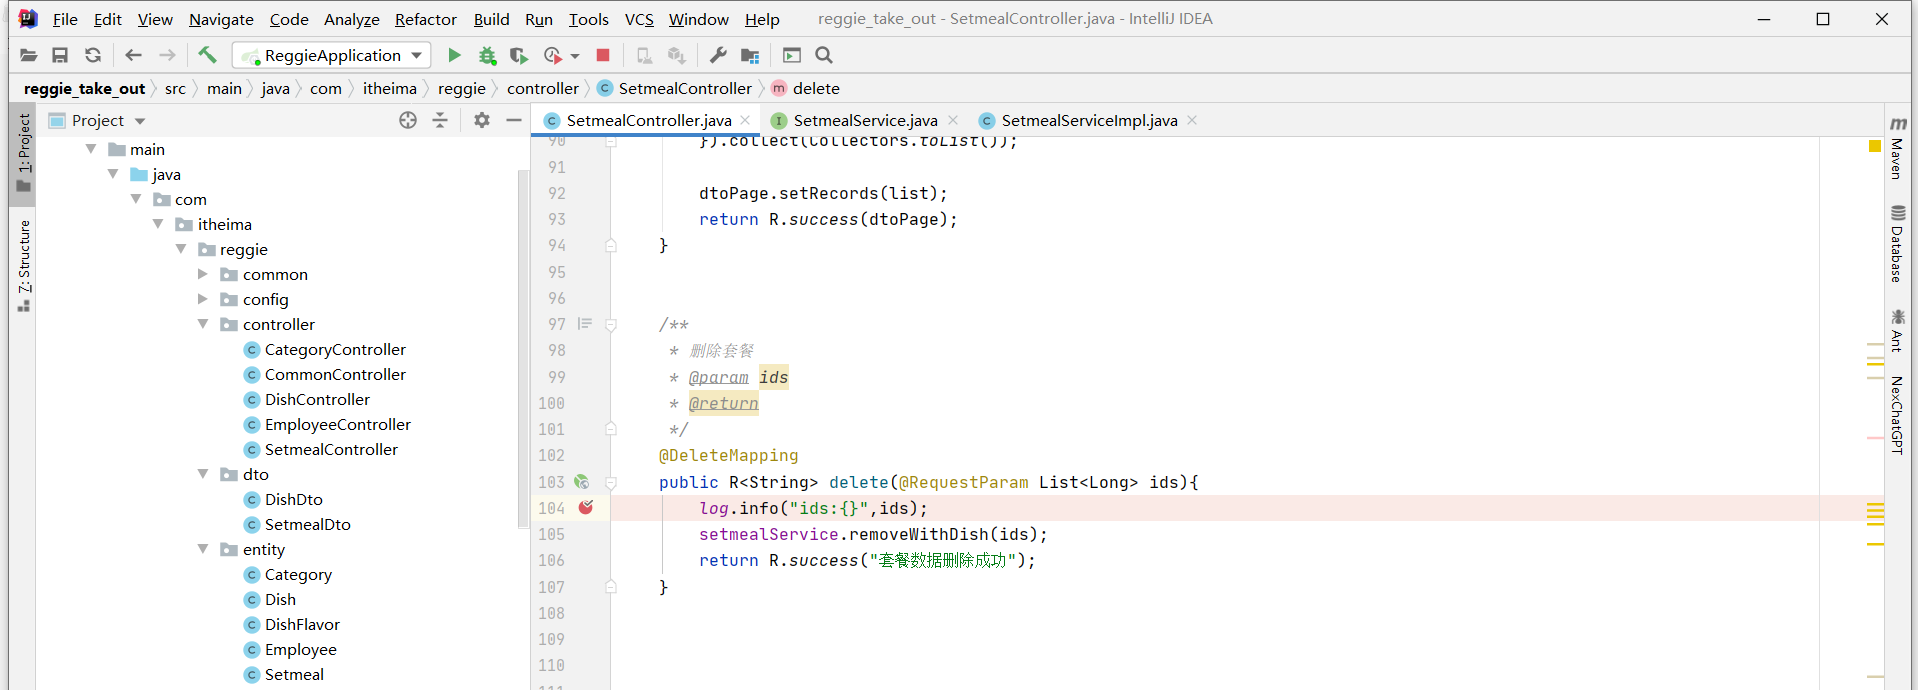 File Edit View Navigate Code Analyze Refactor Build Run Tools VCS Window Help reggie_take_out - SetmealController.java - IntelliJ IDEA
ReggieApplication
reggie_take_out src main java com itheima reggie controller C SetmealController m delete
1: Project
Z: Structure
Project
main
java
com
itheima
reggie
common
config
controller
C CategoryController
C CommonController
C DishController
C EmployeeController
C SetmealController
dto
C DishDto
C SetmealDto
entity
C Category
C Dish
C DishFlavor
C Employee
C Setmeal
C SetmealController.java I SetmealService.java C SetmealServiceImpl.java
90 }).collect(Collectors.toList());
91
92 dtoPage.setRecords(list);
93 return R.success(dtoPage);
94 }
95
96
97 /**
98 * 删除套餐
99 * @param ids
100 * @return
101 */
102 @DeleteMapping
103 public R<String> delete(@RequestParam List<Long> ids){
104 log.info("ids:{}",ids);
105 setmealService.removeWithDish(ids);
106 return R.success("套餐数据删除成功");
107 }
108
109
110
111
m Maven
Database
Ant
NexChatGPT